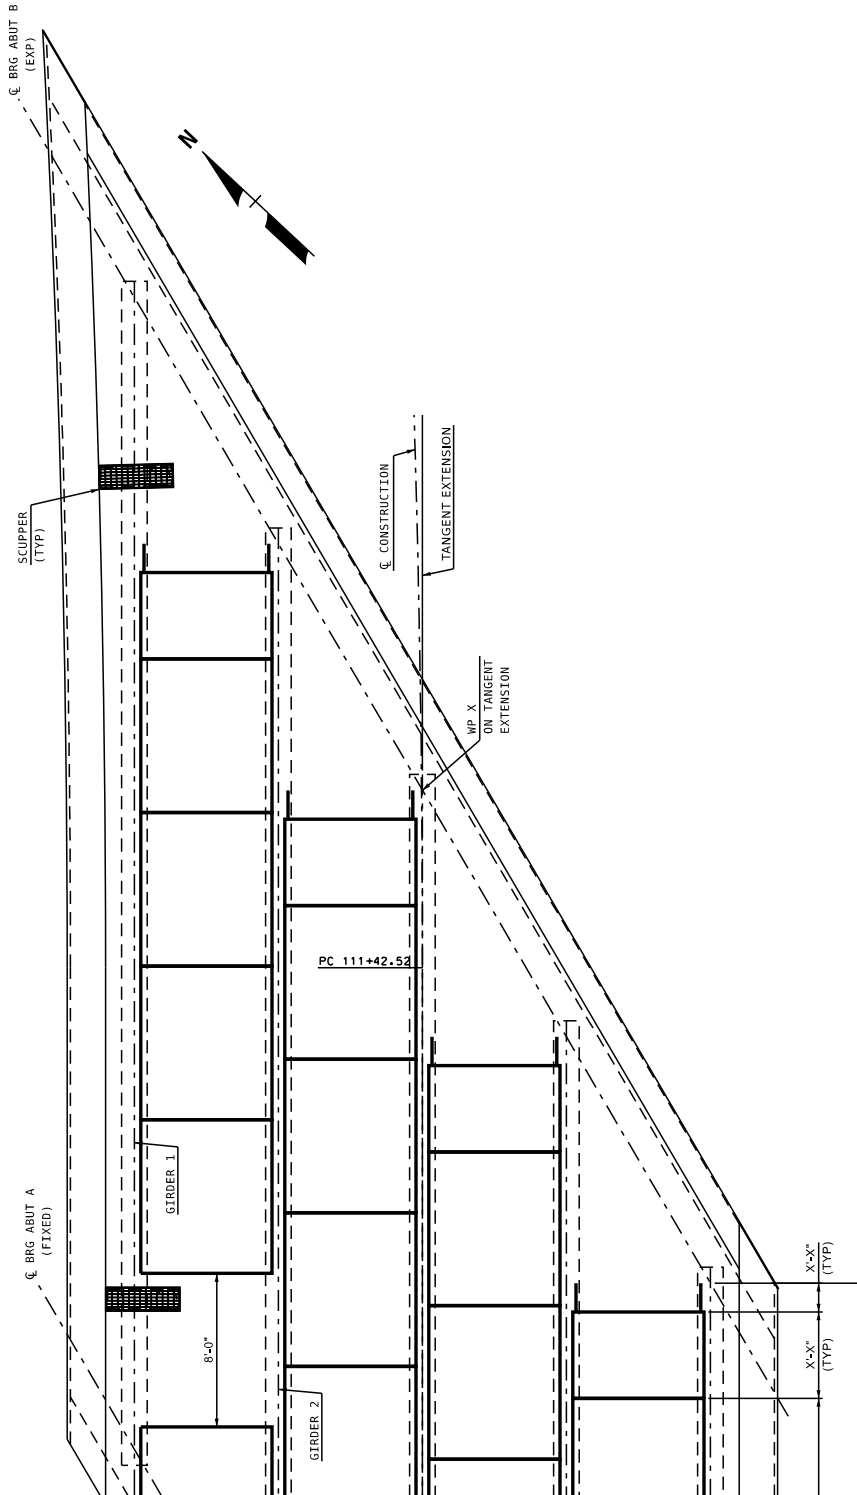 ℄ BRG ABUT B
(EXP)
N
SCUPPER
(TYP)
℄ CONSTRUCTION
TANGENT EXTENSION
WP X
ON TANGENT
EXTENSION
PC 111+42.52
GIRDER 1
℄ BRG ABUT A
(FIXED)
8'-0"
GIRDER 2
X'-X"
(TYP)
X'-X"
(TYP)